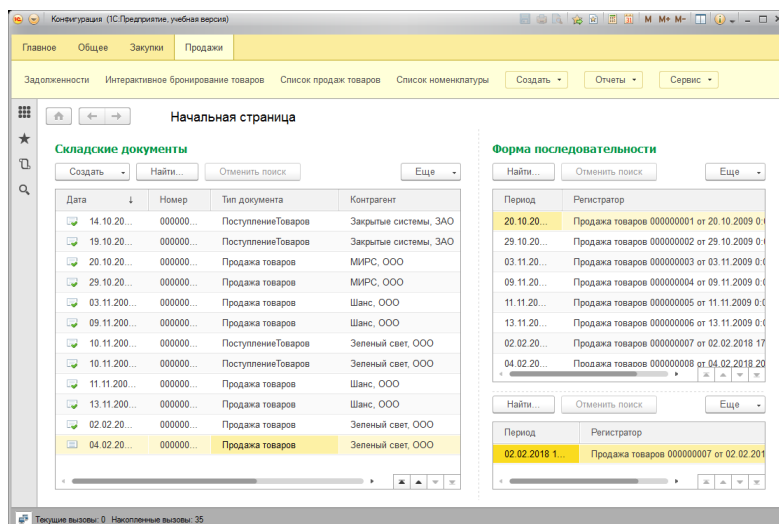 Конфигурация (1С:Предприятие, учебная версия)
M M+ M-
Главное Общее Закупки Продажи
Задолженности Интерактивное бронирование товаров Список продаж товаров Список номенклатуры Создать Отчеты Сервис
Начальная страница
Складские документы
Создать Найти... Отменить поиск Еще
Дата ↓ Номер Тип документа Контрагент
14.10.20... 000000... ПоступлениеТоваров Закрытые системы, ЗАО
19.10.20... 000000... ПоступлениеТоваров Закрытые системы, ЗАО
20.10.20... 000000... Продажа товаров МИРС, ООО
29.10.20... 000000... Продажа товаров МИРС, ООО
03.11.200... 000000... Продажа товаров Шанс, ООО
09.11.200... 000000... Продажа товаров Шанс, ООО
10.11.200... 000000... ПоступлениеТоваров Зеленый свет, ООО
10.11.200... 000000... ПоступлениеТоваров Зеленый свет, ООО
11.11.200... 000000... Продажа товаров Шанс, ООО
13.11.200... 000000... Продажа товаров Шанс, ООО
02.02.20... 000000... Продажа товаров Зеленый свет, ООО
04.02.20... 000000... Продажа товаров Зеленый свет, ООО
Форма последовательности
Найти... Отменить поиск Еще
Период Регистратор
20.10.20... Продажа товаров 000000001 от 20.10.2009 0:0
29.10.20... Продажа товаров 000000002 от 29.10.2009 0:0
03.11.20... Продажа товаров 000000003 от 03.11.2009 0:0
09.11.20... Продажа товаров 000000004 от 09.11.2009 0:0
11.11.20... Продажа товаров 000000005 от 11.11.2009 0:0
13.11.20... Продажа товаров 000000006 от 13.11.2009 0:0
02.02.20... Продажа товаров 000000007 от 02.02.2018 17
04.02.20... Продажа товаров 000000008 от 04.02.2018 20
Найти... Отменить поиск Еще
Период Регистратор
02.02.2018 1... Продажа товаров 000000007 от 02.02.201
Текущие вызовы: 0 Накопленные вызовы: 35